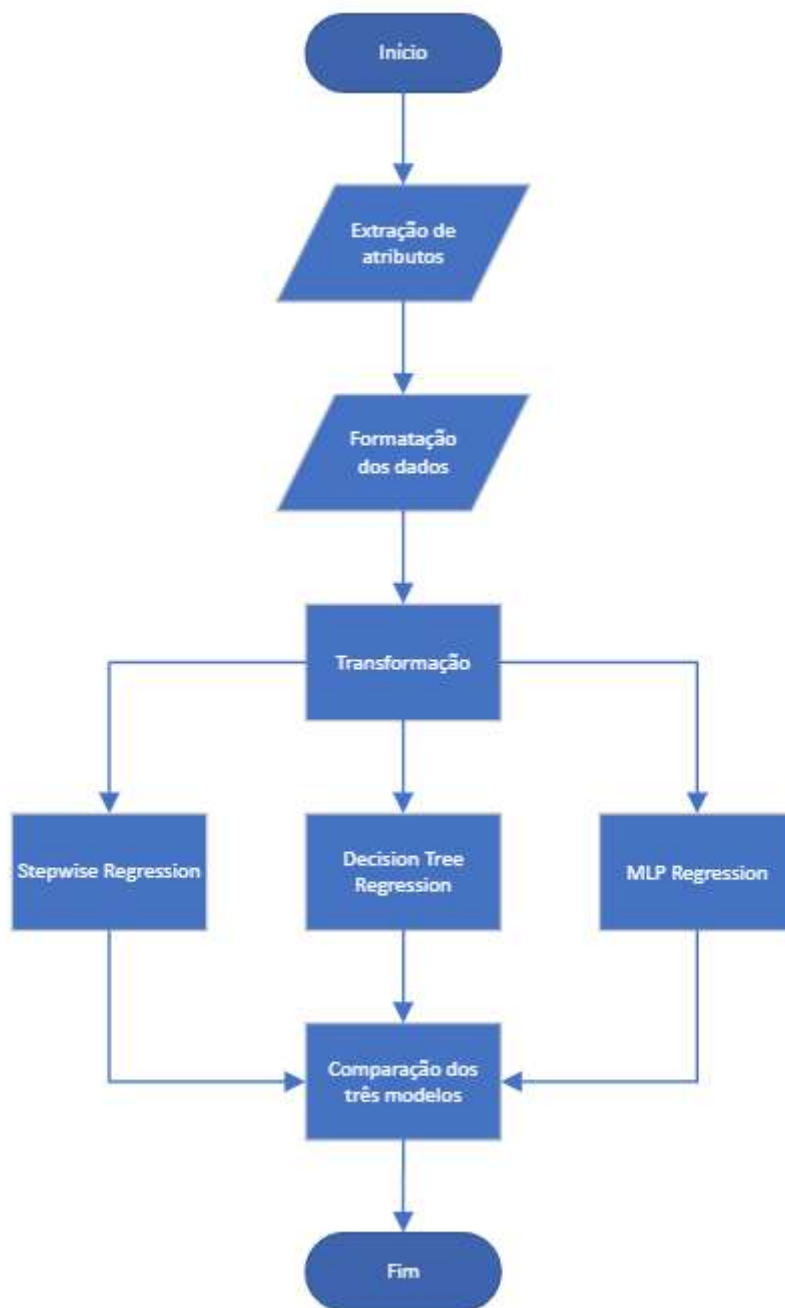 Início
Extração de
atributos
Formatação
dos dados
Transformação
Stepwise Regression
Decision Tree
Regression
MLP Regression
Comparação dos
três modelos
Fim